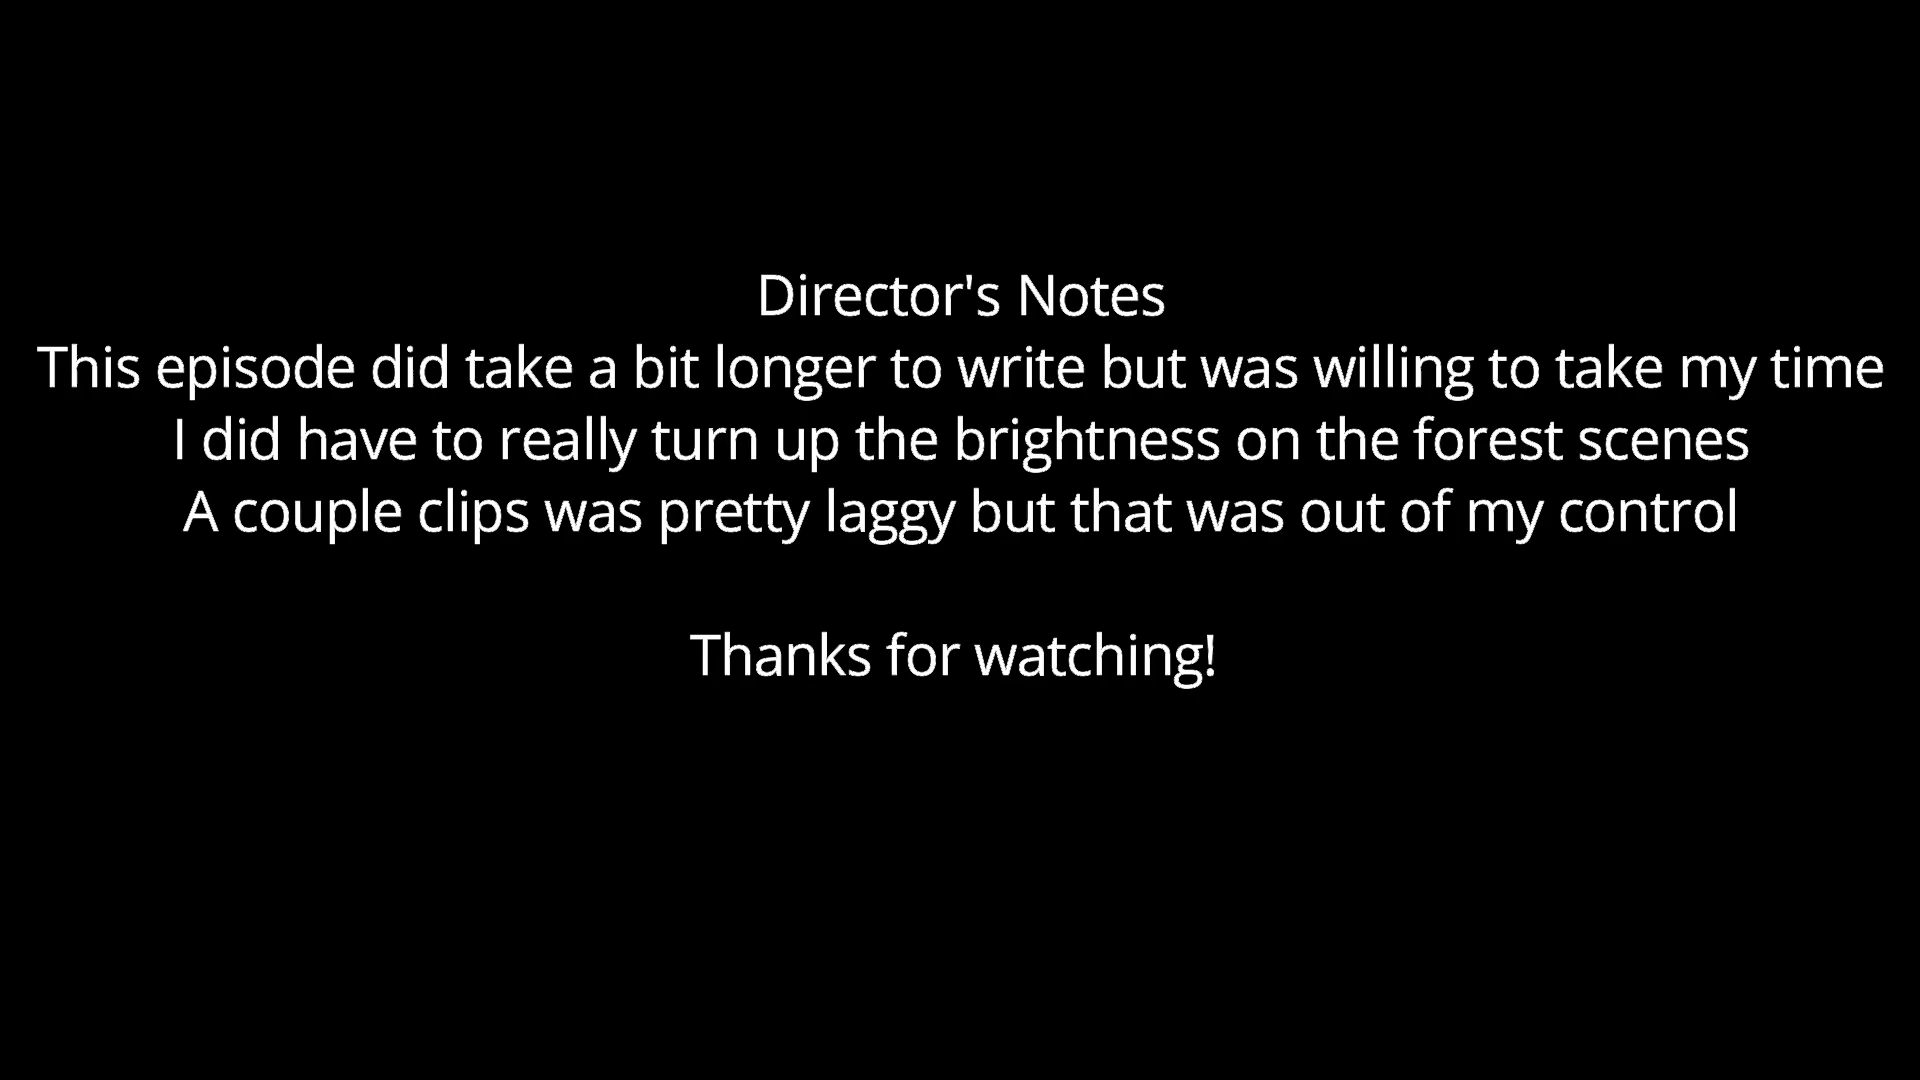 Director's Notes
This episode did take a bit longer to write but was willing to take my time
I did have to really turn up the brightness on the forest scenes
A couple clips was pretty laggy but that was out of my control
Thanks for watching!